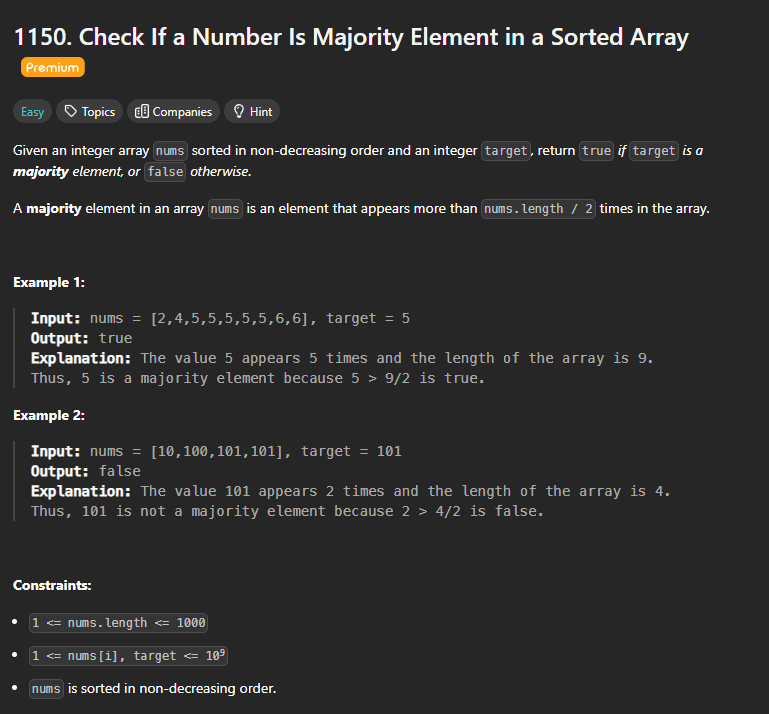 1150. Check If a Number Is Majority Element in a Sorted Array
Premium
Easy Topics Companies Hint
Given an integer array nums sorted in non-decreasing order and an integer target, return true if target is a
majority element, or false otherwise.
A majority element in an array nums is an element that appears more than nums.length / 2 times in the array.
Example 1:
Input: nums = [2,4,5,5,5,5,5,6,6], target = 5
Output: true
Explanation: The value 5 appears 5 times and the length of the array is 9.
Thus, 5 is a majority element because 5 > 9/2 is true.
Example 2:
Input: nums = [10,100,101,101], target = 101
Output: false
Explanation: The value 101 appears 2 times and the length of the array is 4.
Thus, 101 is not a majority element because 2 > 4/2 is false.
Constraints:
• 1 <= nums.length <= 1000
• 1 <= nums[i], target <= 10⁹
• nums is sorted in non-decreasing order.